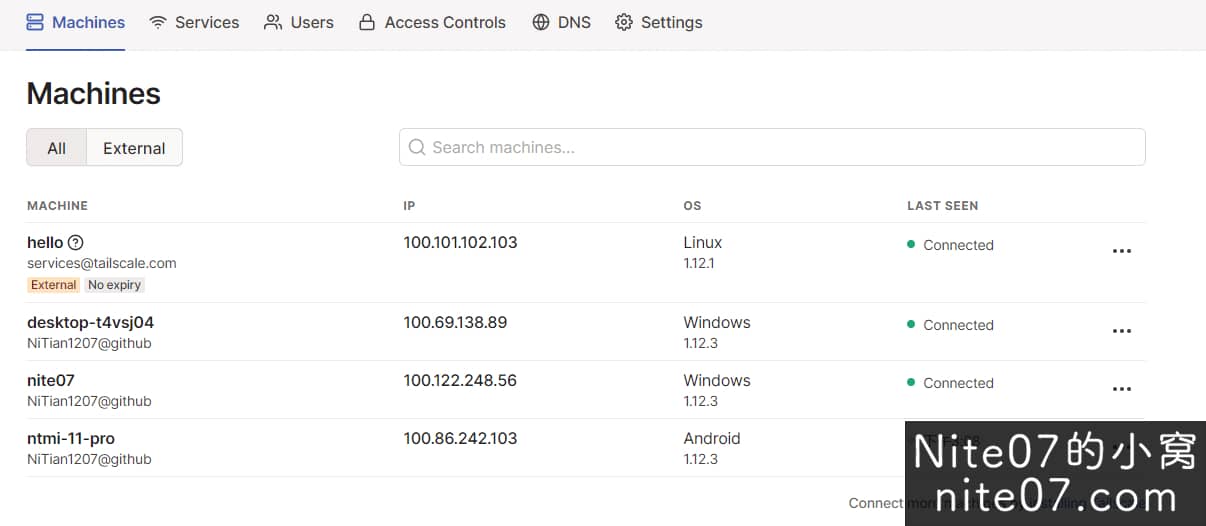 Machines Services Users Access Controls DNS Settings
Machines
All External Search machines...
MACHINE IP OS LAST SEEN
hello 100.101.102.103 Linux Connected
services@tailscale.com 1.12.1
External No expiry
desktop-t4vsj04 100.69.138.89 Windows Connected
NiTian1207@github 1.12.3
nite07 100.122.248.56 Windows Connected
NiTian1207@github 1.12.3
ntmi-11-pro 100.86.242.103 Android
NiTian1207@github 1.12.3
Nite07的小窝
Connect more
nite07.com